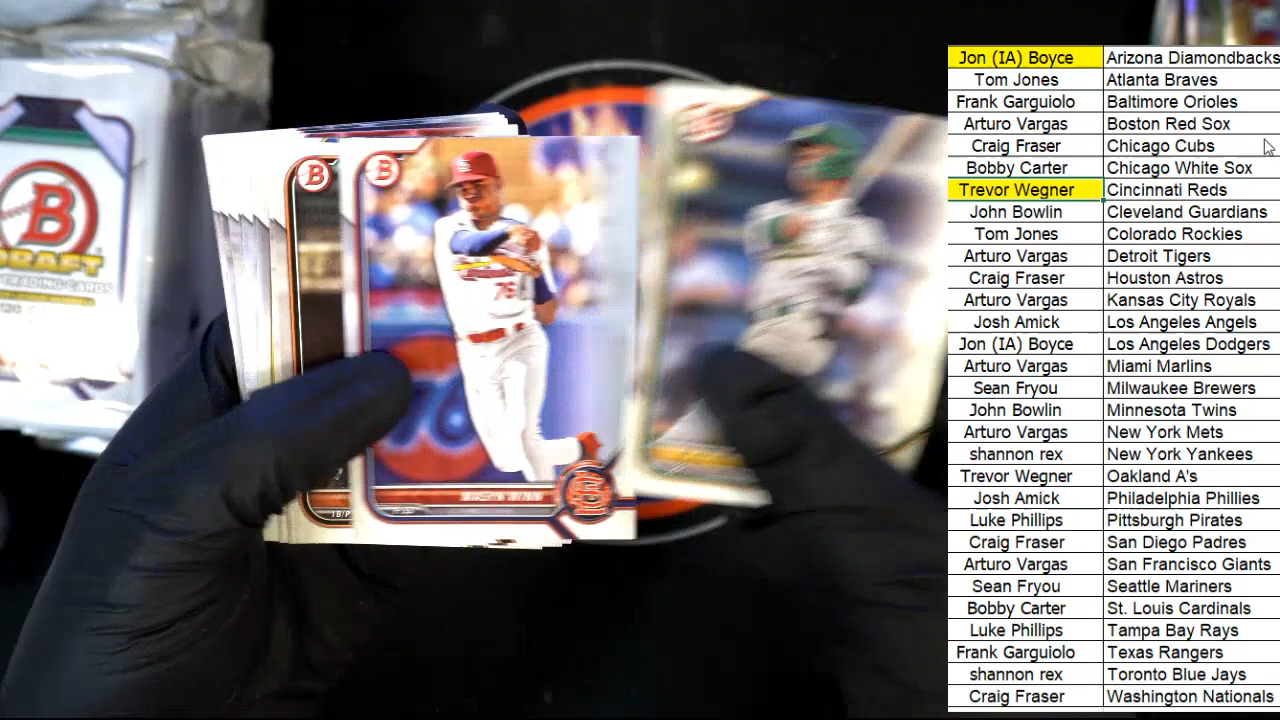 B
DRAFT
B
B
76
1B/P
Jon (IA) Boyce Arizona Diamondbacks
Tom Jones Atlanta Braves
Frank Garguiolo Baltimore Orioles
Arturo Vargas Boston Red Sox
Craig Fraser Chicago Cubs
Bobby Carter Chicago White Sox
Trevor Wegner Cincinnati Reds
John Bowlin Cleveland Guardians
Tom Jones Colorado Rockies
Arturo Vargas Detroit Tigers
Craig Fraser Houston Astros
Arturo Vargas Kansas City Royals
Josh Amick Los Angeles Angels
Jon (IA) Boyce Los Angeles Dodgers
Arturo Vargas Miami Marlins
Sean Fryou Milwaukee Brewers
John Bowlin Minnesota Twins
Arturo Vargas New York Mets
shannon rex New York Yankees
Trevor Wegner Oakland A's
Josh Amick Philadelphia Phillies
Luke Phillips Pittsburgh Pirates
Craig Fraser San Diego Padres
Arturo Vargas San Francisco Giants
Sean Fryou Seattle Mariners
Bobby Carter St. Louis Cardinals
Luke Phillips Tampa Bay Rays
Frank Garguiolo Texas Rangers
shannon rex Toronto Blue Jays
Craig Fraser Washington Nationals